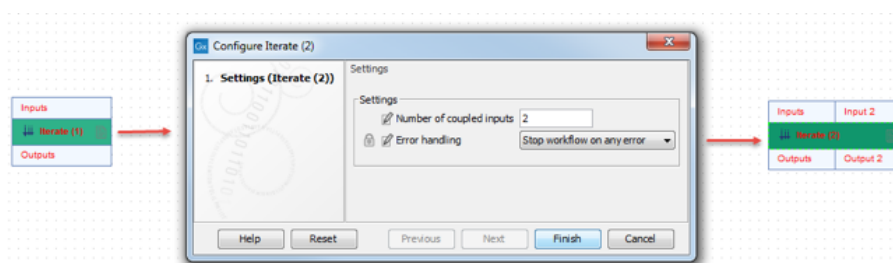 Gx Configure Iterate (2)
1. Settings (Iterate (2))
Settings
Settings
Number of coupled inputs 2
Error handling Stop workflow on any error
Help Reset Previous Next Finish Cancel
Inputs
Iterate (1)
Outputs
Inputs Input 2
Iterate (2)
Outputs Output 2